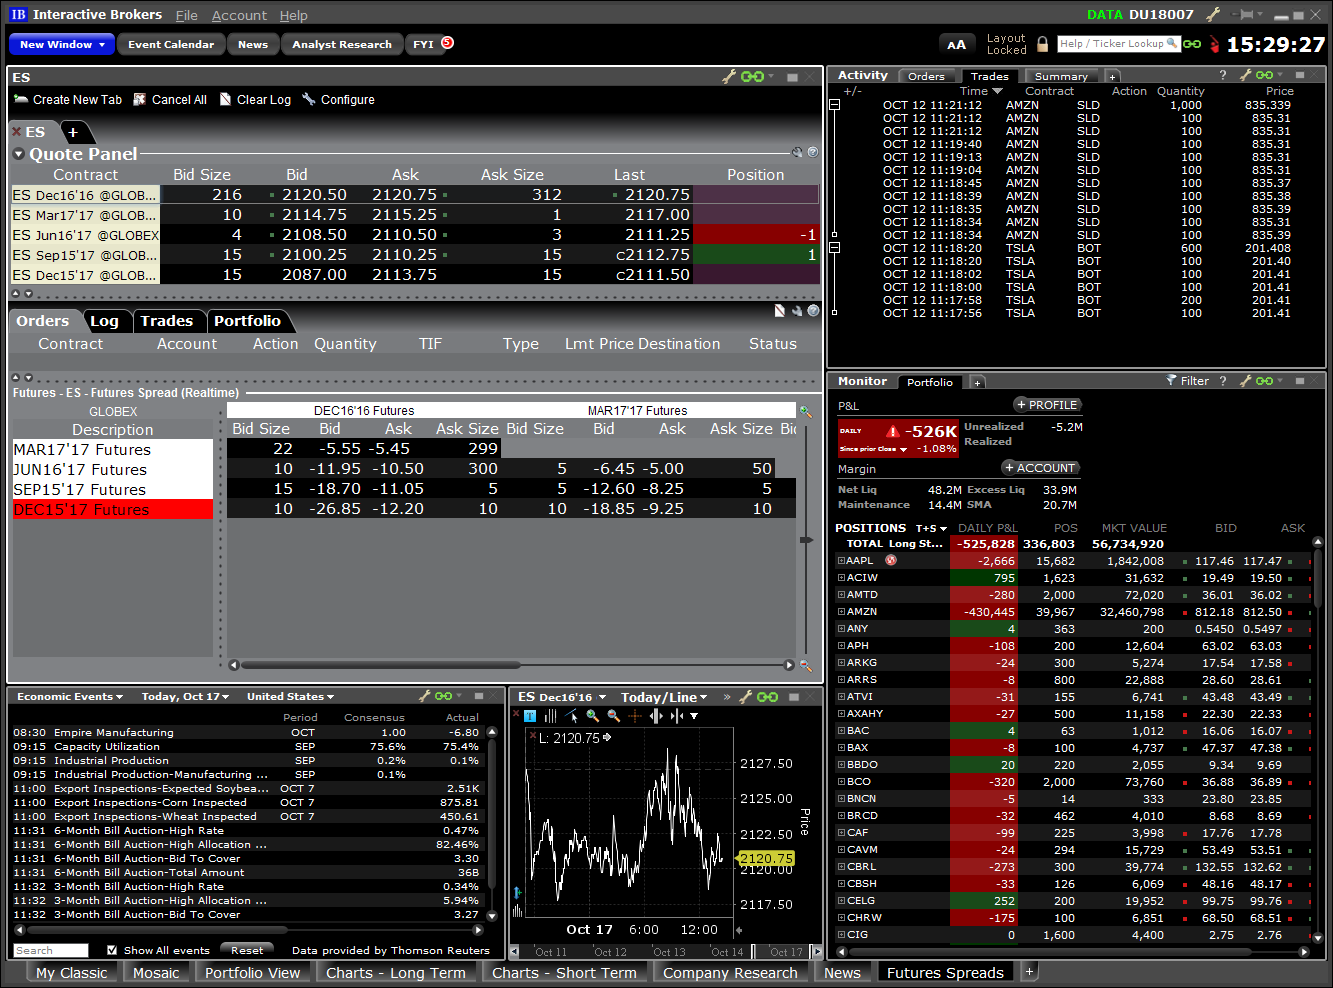 IB Interactive Brokers File Account Help DATA DU18007
New Window Event Calendar News Analyst Research FYI 5 AA Layout Locked Help / Ticker Lookup 15:29:27
ES
Create New Tab Cancel All Clear Log Configure
ES +
Quote Panel
Contract Bid Size Bid Ask Ask Size Last Position
ES Dec16'16 @GLOB... 216 2120.50 2120.75 312 2120.75
ES Mar17'17 @GLOB... 10 2114.75 2115.25 1 2117.00
ES Jun16'17 @GLOBEX 4 2108.50 2110.50 3 2111.25 -1
ES Sep15'17 @GLOB... 15 2100.25 2110.25 15 c2112.75 1
ES Dec15'17 @GLOB... 15 2087.00 2113.75 15 c2111.50
Orders Log Trades Portfolio
Contract Account Action Quantity TIF Type Lmt Price Destination Status
Futures - ES - Futures Spread (Realtime)
GLOBEX DEC16'16 Futures MAR17'17 Futures
Description Bid Size Bid Ask Ask Size Bid Size Bid Ask Ask Size Bi
MAR17'17 Futures 22 -5.55 -5.45 299
JUN16'17 Futures 10 -11.95 -10.50 300 5 -6.45 -5.00 50
SEP15'17 Futures 15 -18.70 -11.05 5 5 -12.60 -8.25 5
DEC15'17 Futures 10 -26.85 -12.20 10 10 -18.85 -9.25 10
Economic Events Today, Oct 17 United States
Period Consensus Actual
08:30 Empire Manufacturing OCT 1.00 -6.80
09:15 Capacity Utilization SEP 75.6% 75.4%
09:15 Industrial Production SEP 0.2% 0.1%
09:15 Industrial Production-Manufacturing ... SEP 0.1%
11:00 Export Inspections-Expected Soybea... OCT 7 2.51K
11:00 Export Inspections-Corn Inspected OCT 7 875.81
11:00 Export Inspections-Wheat Inspected OCT 7 450.61
11:31 6-Month Bill Auction-High Rate 0.47%
11:31 6-Month Bill Auction-High Allocation ... 82.46%
11:31 6-Month Bill Auction-Bid To Cover 3.30
11:31 6-Month Bill Auction-Total Amount 36B
11:32 3-Month Bill Auction-High Rate 0.34%
11:32 3-Month Bill Auction-High Allocation ... 5.94%
11:32 3-Month Bill Auction-Bid To Cover 3.27
Search Show All events Reset Data provided by Thomson Reuters
ES Dec16'16 Today/Line »
T
L: 2120.75
2127.50
2125.00
2122.50
2120.75
2120.00
2117.50
Price
Oct 17 6:00 12:00
Oct 11 Oct 12 Oct 13 Oct 14 Oct 17
Activity Orders Trades Summary + ?
+/- Time Contract Action Quantity Price
OCT 12 11:21:12 AMZN SLD 1,000 835.339
OCT 12 11:21:12 AMZN SLD 100 835.31
OCT 12 11:21:12 AMZN SLD 100 835.31
OCT 12 11:19:40 AMZN SLD 100 835.31
OCT 12 11:19:13 AMZN SLD 100 835.31
OCT 12 11:19:04 AMZN SLD 100 835.31
OCT 12 11:18:45 AMZN SLD 100 835.37
OCT 12 11:18:39 AMZN SLD 100 835.38
OCT 12 11:18:35 AMZN SLD 100 835.39
OCT 12 11:18:34 AMZN SLD 100 835.31
OCT 12 11:18:34 AMZN SLD 100 835.39
OCT 12 11:18:20 TSLA BOT 600 201.408
OCT 12 11:18:20 TSLA BOT 100 201.40
OCT 12 11:18:02 TSLA BOT 100 201.41
OCT 12 11:18:00 TSLA BOT 100 201.41
OCT 12 11:17:58 TSLA BOT 200 201.41
OCT 12 11:17:56 TSLA BOT 100 201.41
Monitor Portfolio + Filter ?
P&L + PROFILE
DAILY -526K Unrealized -5.2M
Since prior Close -1.08% Realized
Margin + ACCOUNT
Net Liq 48.2M Excess Liq 33.9M
Maintenance 14.4M SMA 20.7M
POSITIONS T+S DAILY P&L POS MKT VALUE BID ASK
TOTAL Long St... -525,828 336,803 56,734,920
AAPL -2,666 15,682 1,842,008 117.46 117.47
ACIW 795 1,623 31,632 19.49 19.50
AMTD -280 2,000 72,020 36.01 36.02
AMZN -430,445 39,967 32,460,798 812.18 812.50
ANY 4 363 200 0.5450 0.5497
APH -108 200 12,604 63.02 63.03
ARKG -24 300 5,274 17.54 17.58
ARRS -8 800 22,888 28.60 28.61
ATVI -31 155 6,741 43.48 43.49
AXAHY -27 500 11,158 22.30 22.33
BAC 4 63 1,012 16.06 16.07
BAX -8 100 4,737 47.37 47.38
BBDO 20 220 2,055 9.34 9.69
BCO -320 2,000 73,760 36.88 36.89
BNCN -5 14 333 23.80 23.85
BRCD -32 462 4,010 8.68 8.69
CAF -99 225 3,998 17.76 17.78
CAVM -24 294 15,729 53.49 53.51
CBRL -273 300 39,774 132.55 132.62
CBSH -33 126 6,069 48.16 48.17
CELG 252 200 19,952 99.75 99.76
CHRW -175 100 6,851 68.50 68.51
CIG 0 1,600 4,400 2.75 2.76
My Classic Mosaic Portfolio View Charts - Long Term Charts - Short Term Company Research News Futures Spreads +